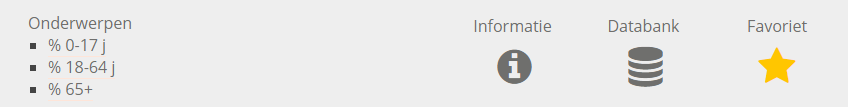 Onderwerpen
% 0-17 j
% 18-64 j
% 65+
Informatie
Databank
Favoriet